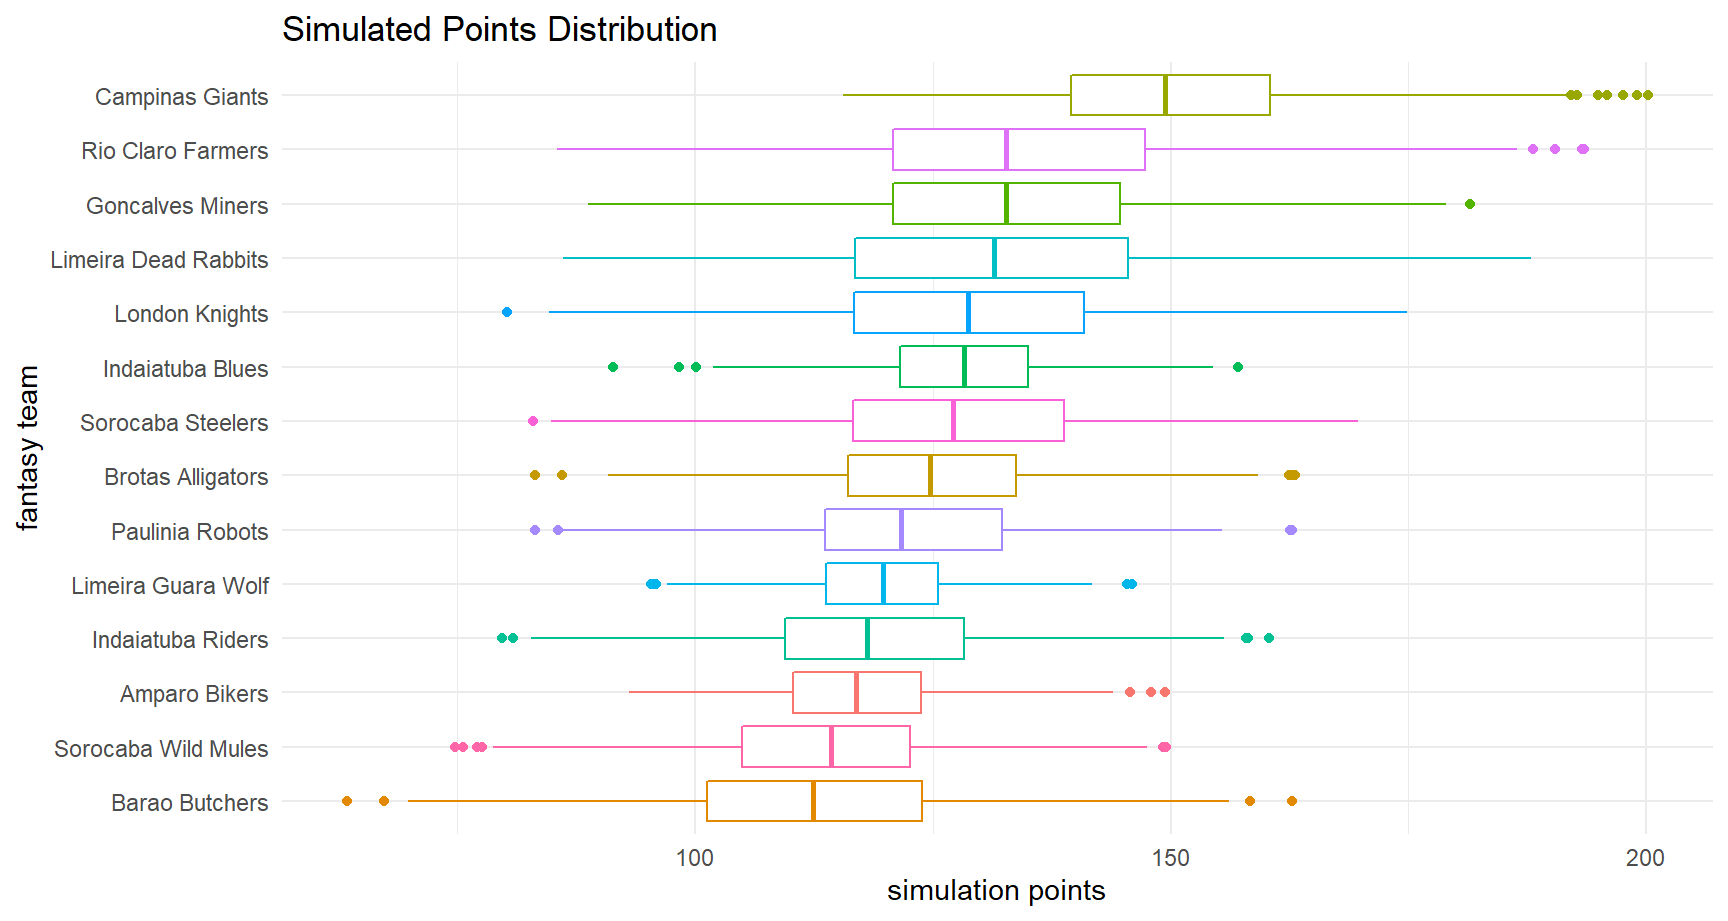 Simulated Points Distribution
fantasy team
Campinas Giants
Rio Claro Farmers
Goncalves Miners
Limeira Dead Rabbits
London Knights
Indaiatuba Blues
Sorocaba Steelers
Brotas Alligators
Paulinia Robots
Limeira Guara Wolf
Indaiatuba Riders
Amparo Bikers
Sorocaba Wild Mules
Barao Butchers
100 150 200
simulation points